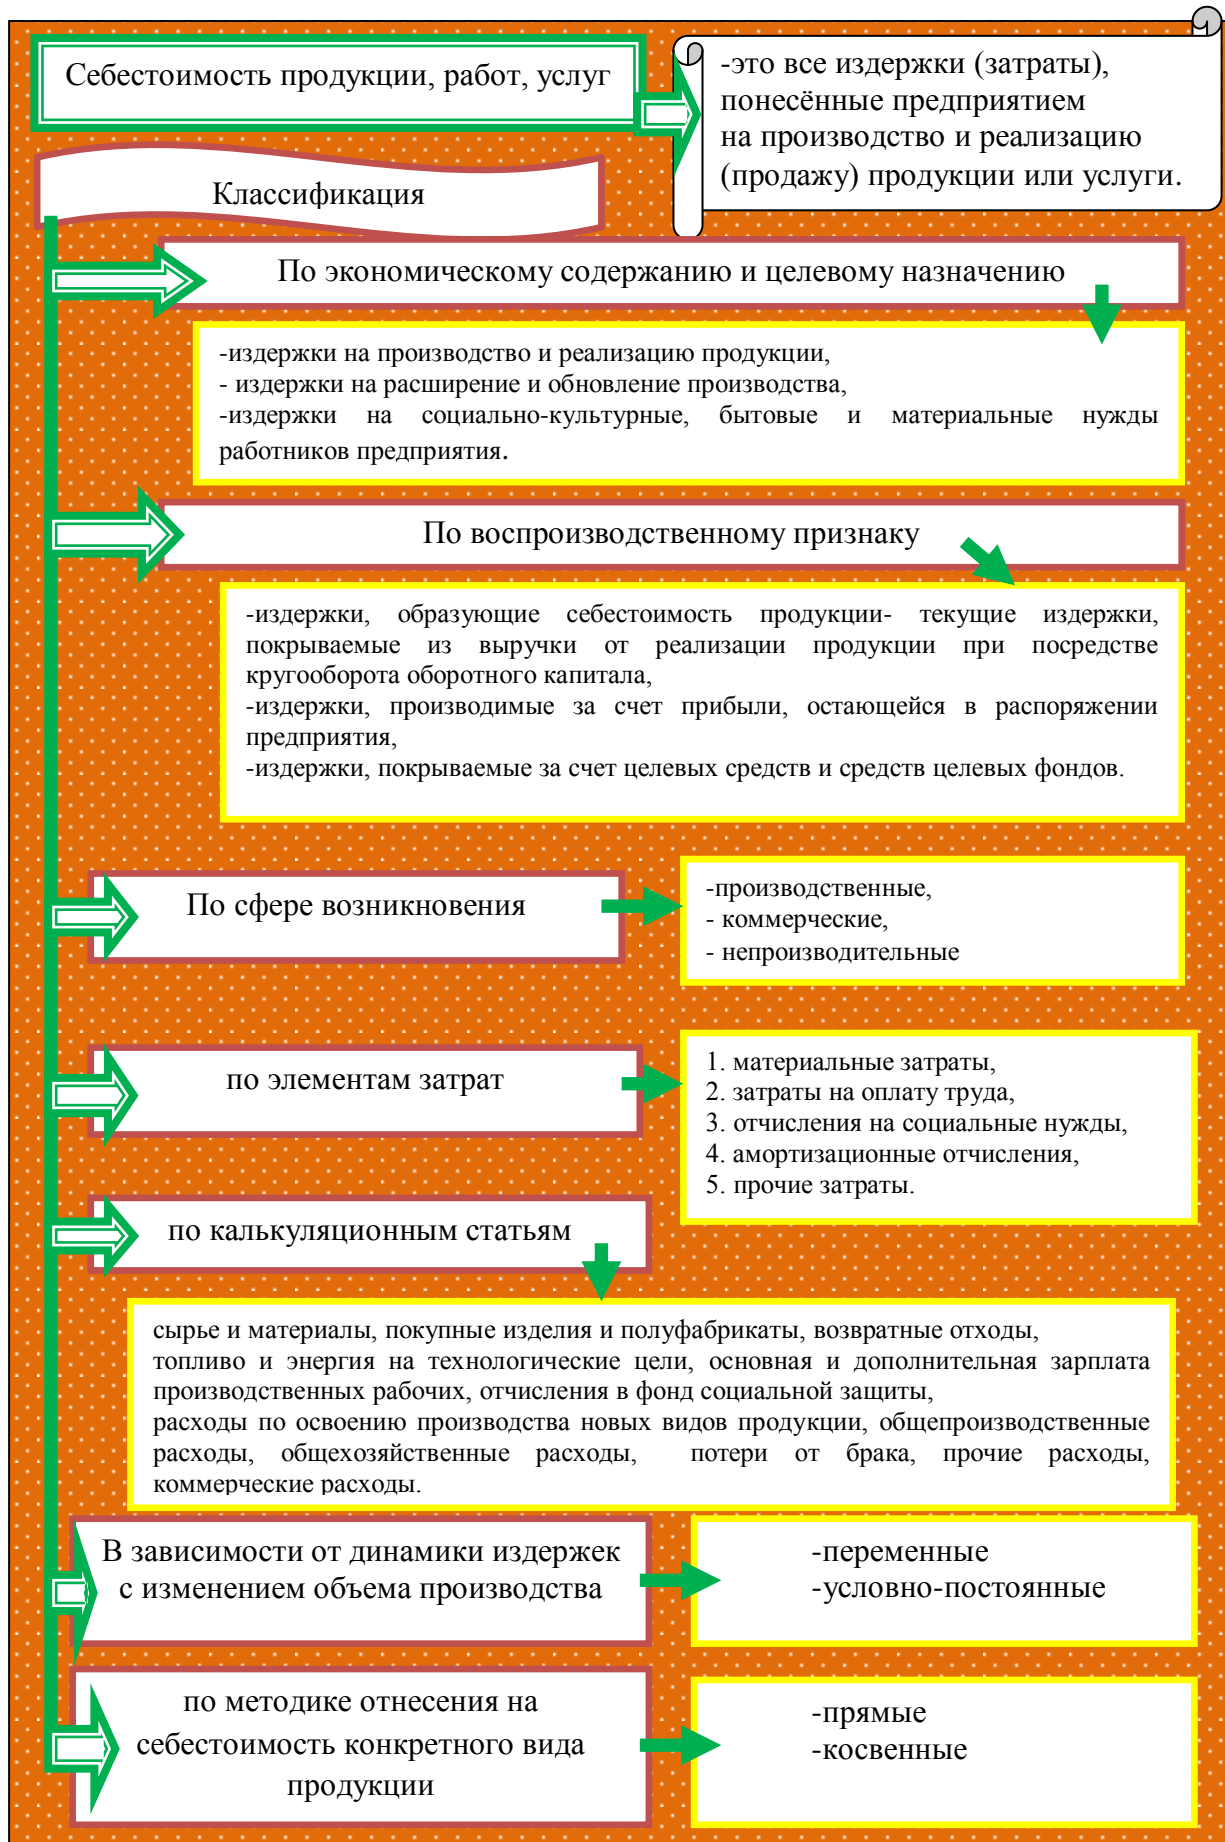 Себестоимость продукции, работ, услуг
-это все издержки (затраты),
понесённые предприятием
на производство и реализацию
(продажу) продукции или услуги.
Классификация
По экономическому содержанию и целевому назначению
-издержки на производство и реализацию продукции,
- издержки на расширение и обновление производства,
-издержки на социально-культурные, бытовые и материальные нужды
работников предприятия.
По воспроизводственному признаку
-издержки, образующие себестоимость продукции- текущие издержки,
покрываемые из выручки от реализации продукции при посредстве
кругооборота оборотного капитала,
-издержки, производимые за счет прибыли, остающейся в распоряжении
предприятия,
-издержки, покрываемые за счет целевых средств и средств целевых фондов.
По сфере возникновения
-производственные,
- коммерческие,
- непроизводительные
по элементам затрат
1. материальные затраты,
2. затраты на оплату труда,
3. отчисления на социальные нужды,
4. амортизационные отчисления,
5. прочие затраты.
по калькуляционным статьям
сырье и материалы, покупные изделия и полуфабрикаты, возвратные отходы,
топливо и энергия на технологические цели, основная и дополнительная зарплата
производственных рабочих, отчисления в фонд социальной защиты,
расходы по освоению производства новых видов продукции, общепроизводственные
расходы, общехозяйственные расходы, потери от брака, прочие расходы,
коммерческие расходы.
В зависимости от динамики издержек
с изменением объема производства
-переменные
-условно-постоянные
по методике отнесения на
себестоимость конкретного вида
продукции
-прямые
-косвенные